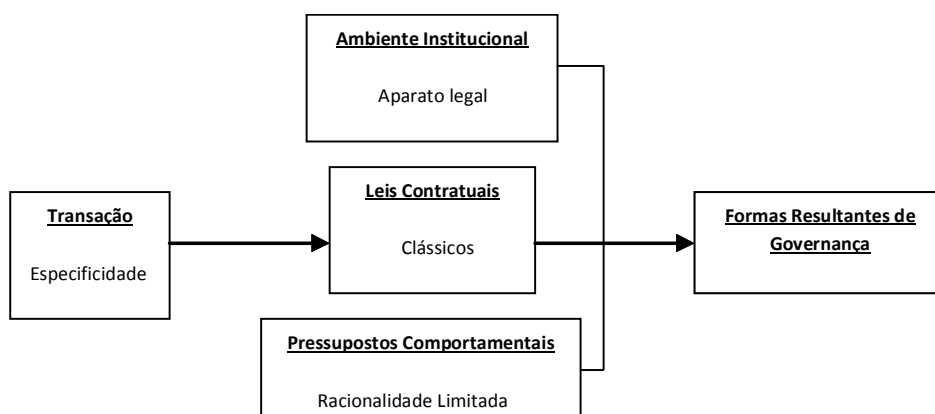 Ambiente Institucional
Aparato legal
Transação
Especificidade
Leis Contratuais
Clássicos
Formas Resultantes de
Governança
Pressupostos Comportamentais
Racionalidade Limitada